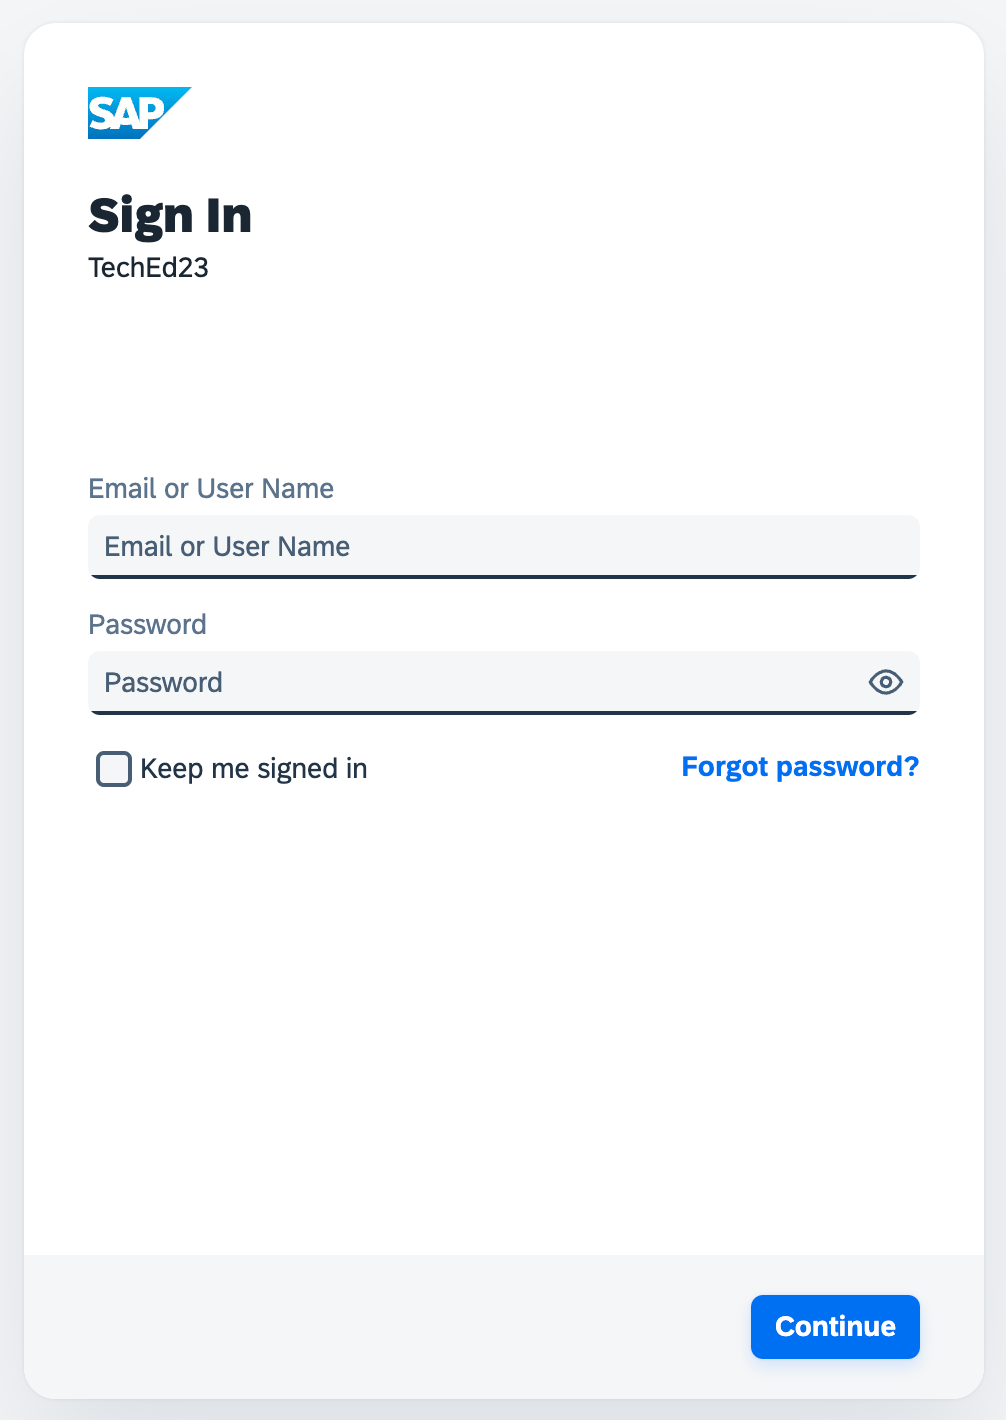 SAP
Sign In
TechEd23
Email or User Name
Email or User Name
Password
Password
Keep me signed in
Forgot password?
Continue